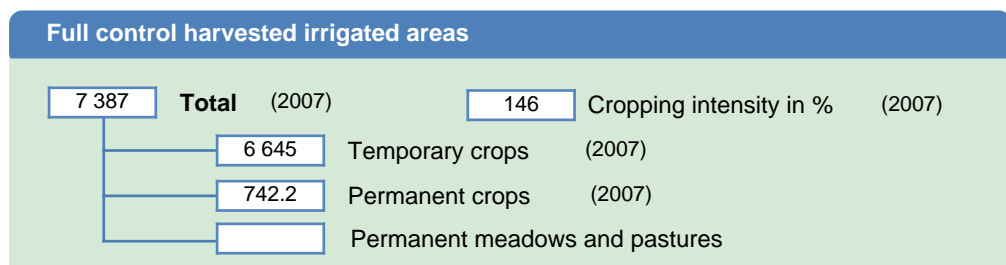 Full control harvested irrigated areas
7 387 Total (2007) 146 Cropping intensity in % (2007)
6 645 Temporary crops (2007)
742.2 Permanent crops (2007)
Permanent meadows and pastures